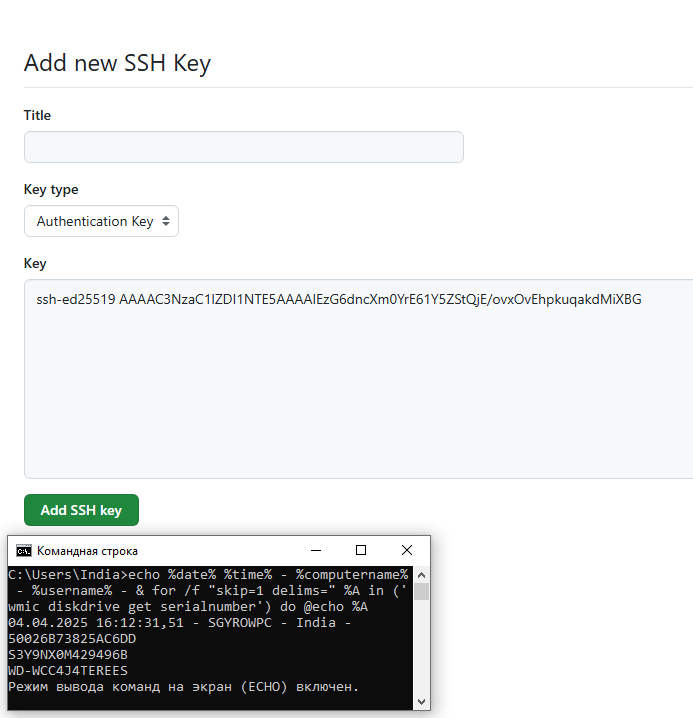 Add new SSH Key
Title
Key type
Authentication Key
Key
ssh-ed25519 AAAAC3NzaC1lZDI1NTE5AAAAIEzG6dncXm0YrE61Y5ZStQjE/ovxOvEhpkuqakdMiXBG
Add SSH key
Командная строка
C:\Users\India>echo %date% %time% - %computername%
 - %username% - & for /f "skip=1 delims=" %A in ('
wmic diskdrive get serialnumber') do @echo %A
04.04.2025 16:12:31,51 - SGYROWPC - India -
50026B73825AC6DD
S3Y9NX0M429496B
WD-WCC4J4TEREES
Режим вывода команд на экран (ECHO) включен.